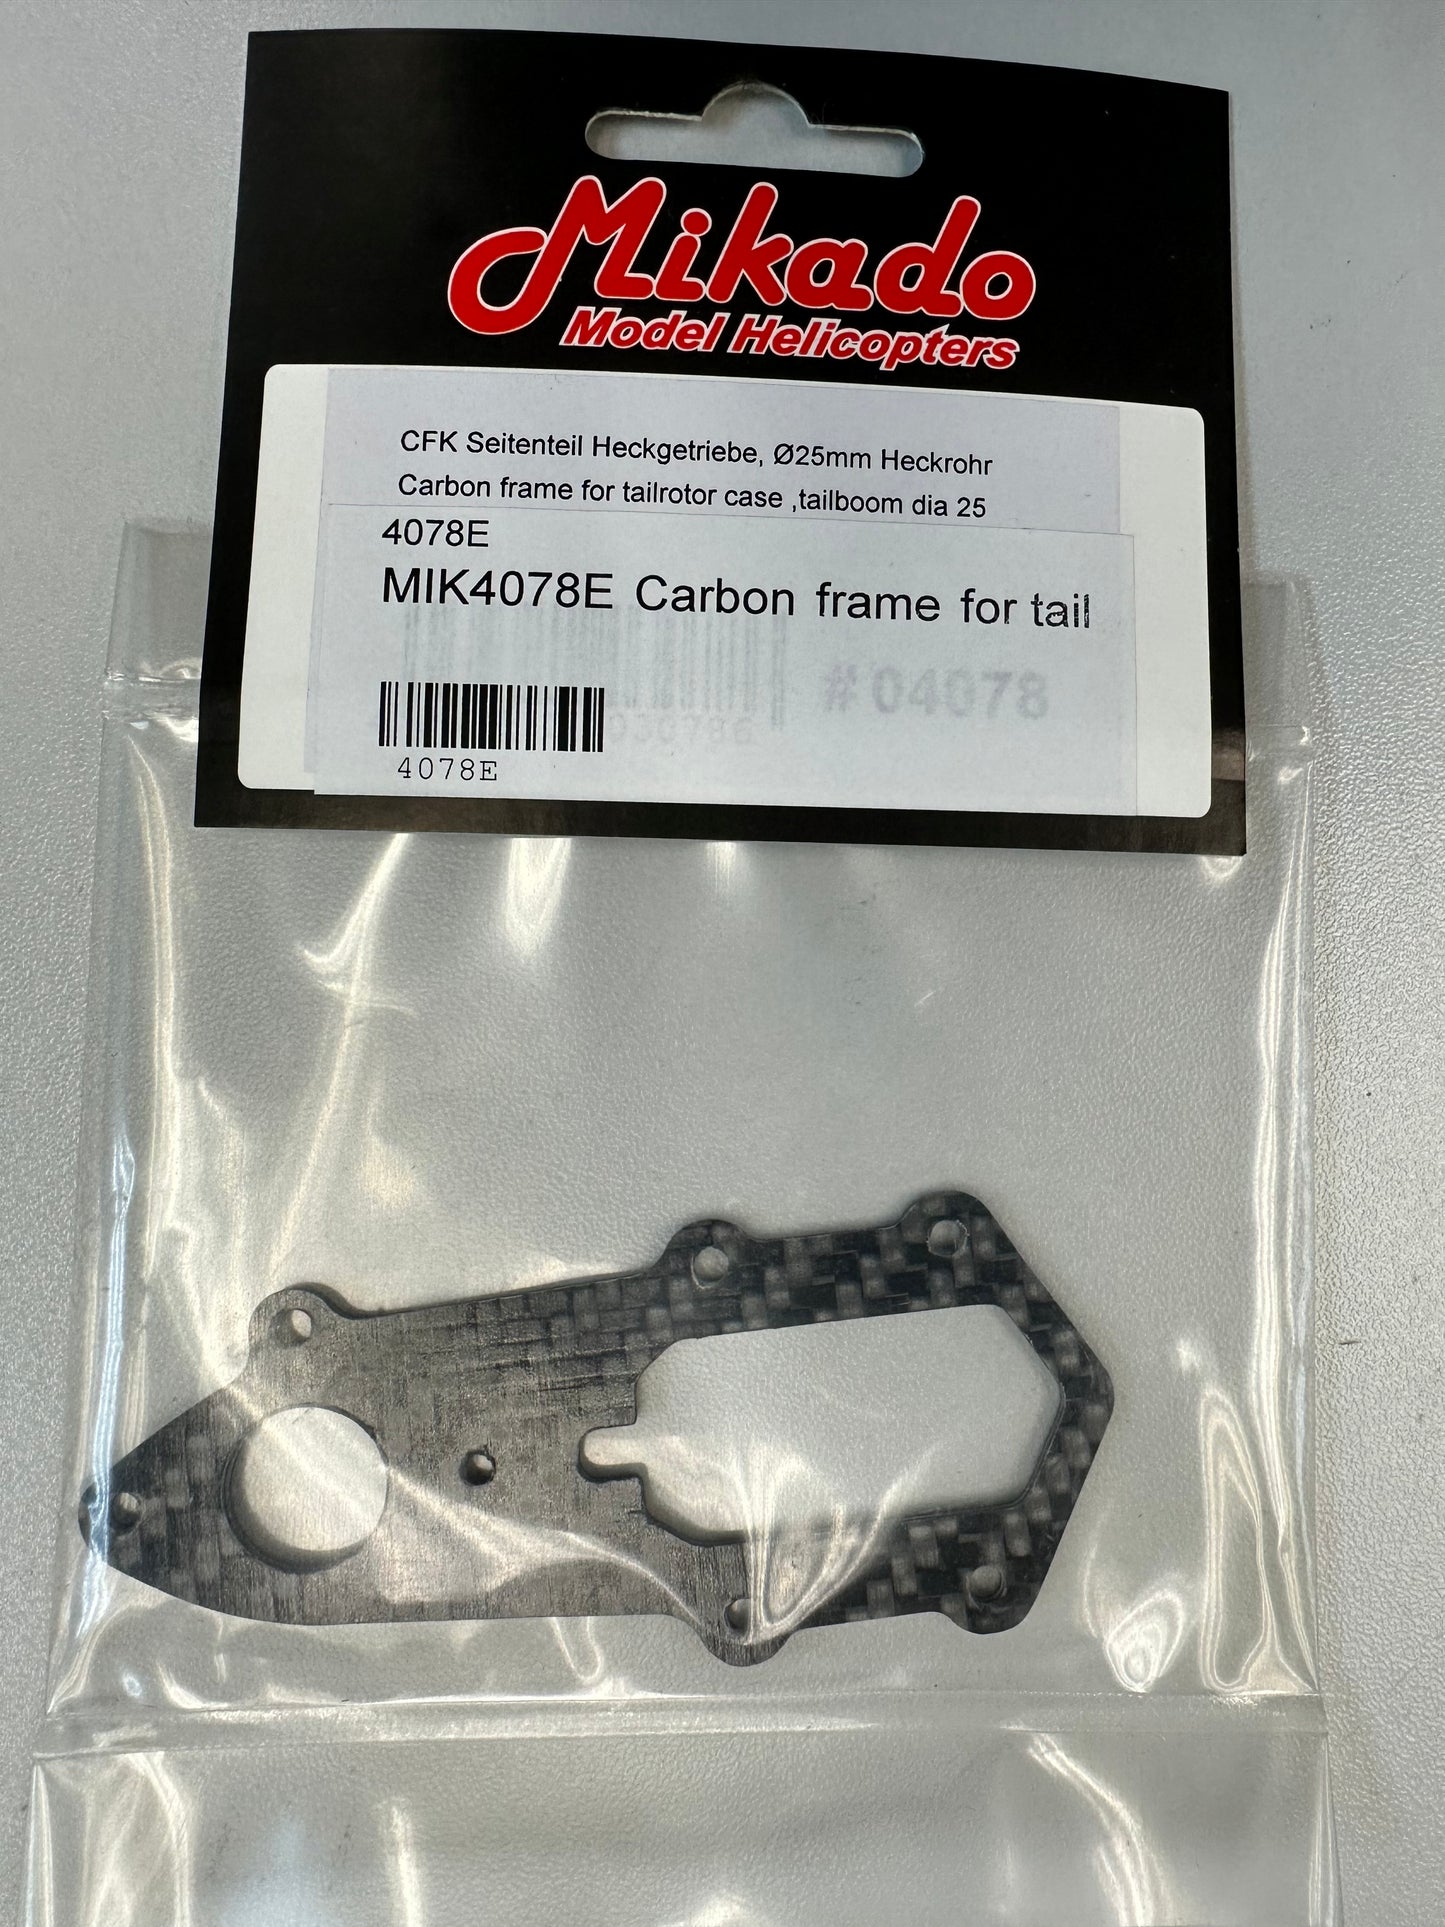 Mikado
Model Helicopters
CFK Seitenteil Heckgetriebe, Ø25mm Heckrohr
Carbon frame for tailrotor case ,tailboom dia 25
4078E
MIK4078E Carbon frame for tail
#04078
4078E